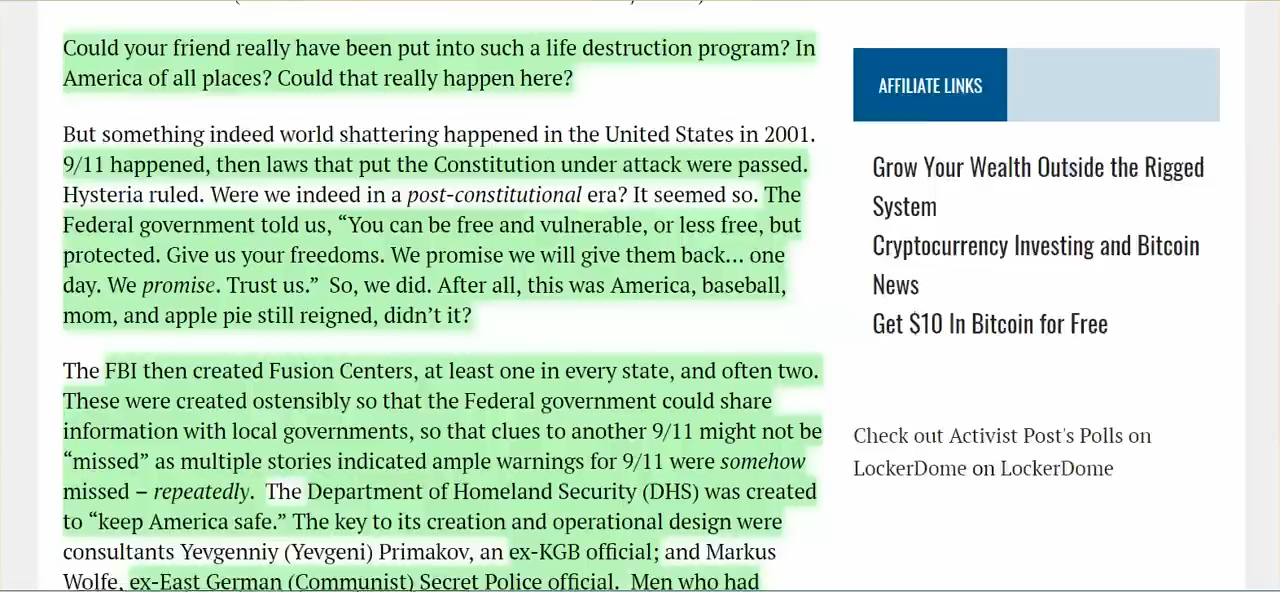 Could your friend really have been put into such a life destruction program? In
America of all places? Could that really happen here?
But something indeed world shattering happened in the United States in 2001.
9/11 happened, then laws that put the Constitution under attack were passed.
Hysteria ruled. Were we indeed in a post-constitutional era? It seemed so. The
Federal government told us, “You can be free and vulnerable, or less free, but
protected. Give us your freedoms. We promise we will give them back… one
day. We promise. Trust us.” So, we did. After all, this was America, baseball,
mom, and apple pie still reigned, didn’t it?
The FBI then created Fusion Centers, at least one in every state, and often two.
These were created ostensibly so that the Federal government could share
information with local governments, so that clues to another 9/11 might not be
“missed” as multiple stories indicated ample warnings for 9/11 were somehow
missed – repeatedly. The Department of Homeland Security (DHS) was created
to “keep America safe.” The key to its creation and operational design were
consultants Yevgenniy (Yevgeni) Primakov, an ex-KGB official; and Markus
Wolfe, ex-East German (Communist) Secret Police official. Men who had
AFFILIATE LINKS
Grow Your Wealth Outside the Rigged
System
Cryptocurrency Investing and Bitcoin
News
Get $10 In Bitcoin for Free
Check out Activist Post's Polls on
LockerDome on LockerDome